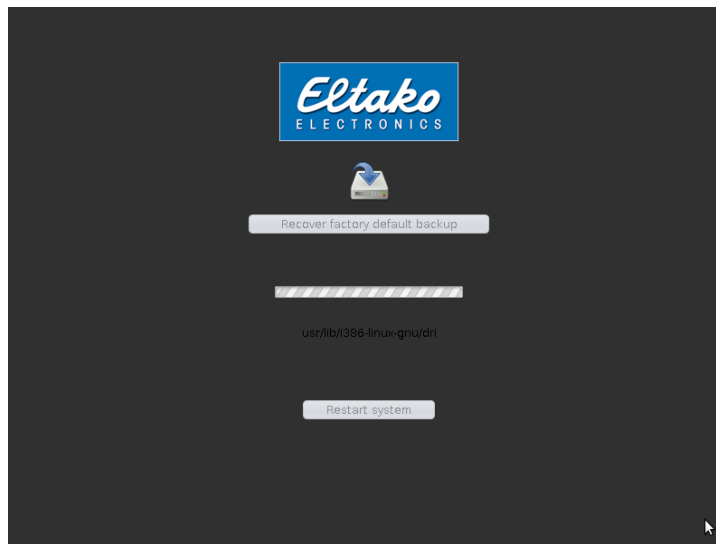 Eltako
ELECTRONICS
Recover factory default backup
usr/lib/i386-linux-gnu/dri
Restart system